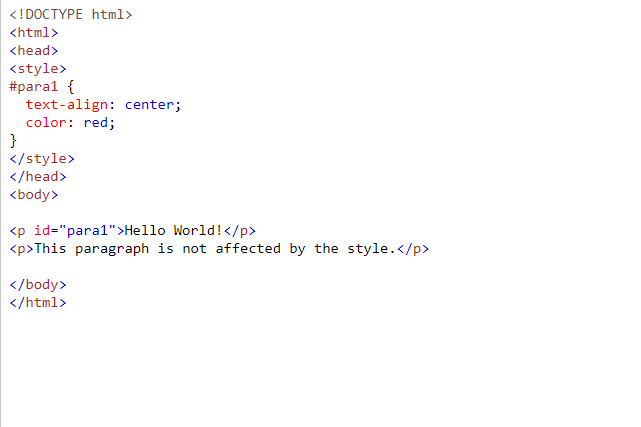 <!DOCTYPE html>
<html>
<head>
<style>
#para1 {
  text-align: center;
  color: red;
}
</style>
</head>
<body>

<p id="para1">Hello World!</p>
<p>This paragraph is not affected by the style.</p>

</body>
</html>